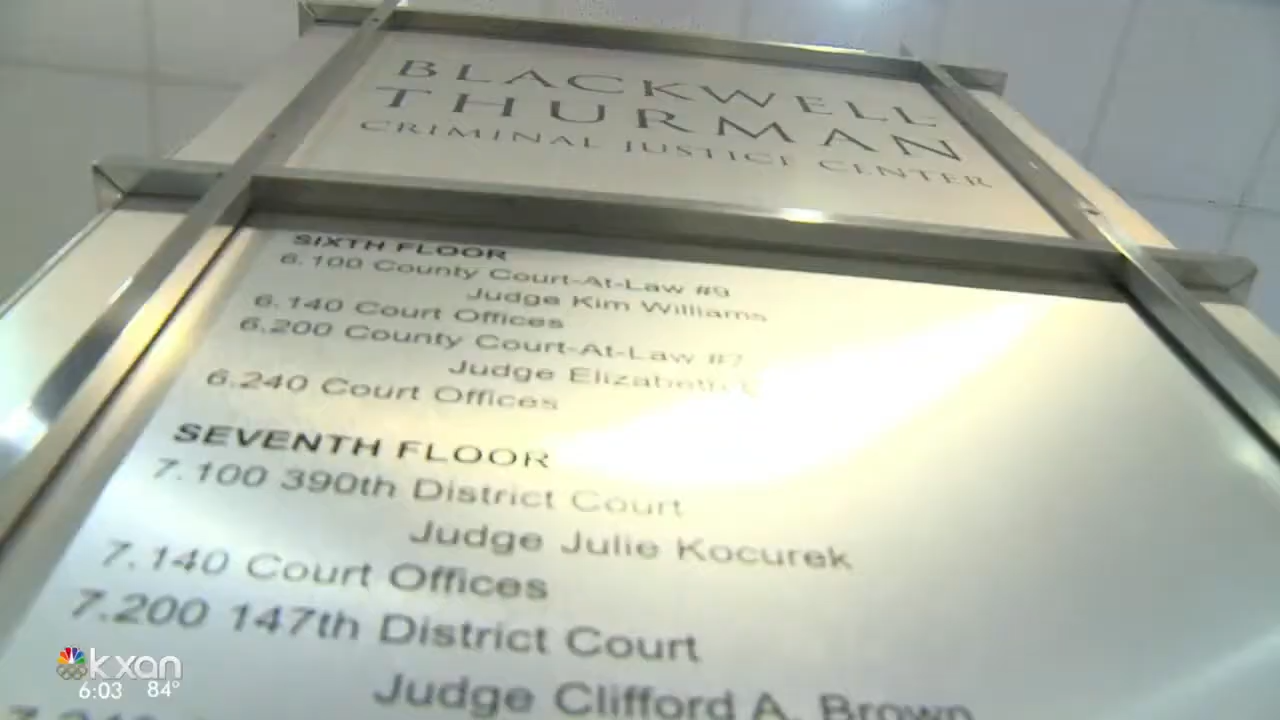 BLACKWELL-
THURMAN
CRIMINAL JUSTICE CENTER
SIXTH FLOOR
6.100 County Court-At-Law #9
Judge Kim Williams
6.140 Court Offices
6.200 County Court-At-Law #7
Judge Elizabeth
6.240 Court Offices
SEVENTH FLOOR
7.100 390th District Court
Judge Julie Kocurek
7.140 Court Offices
7.200 147th District Court
Judge Clifford A. Brown
kxan
6:03 84°